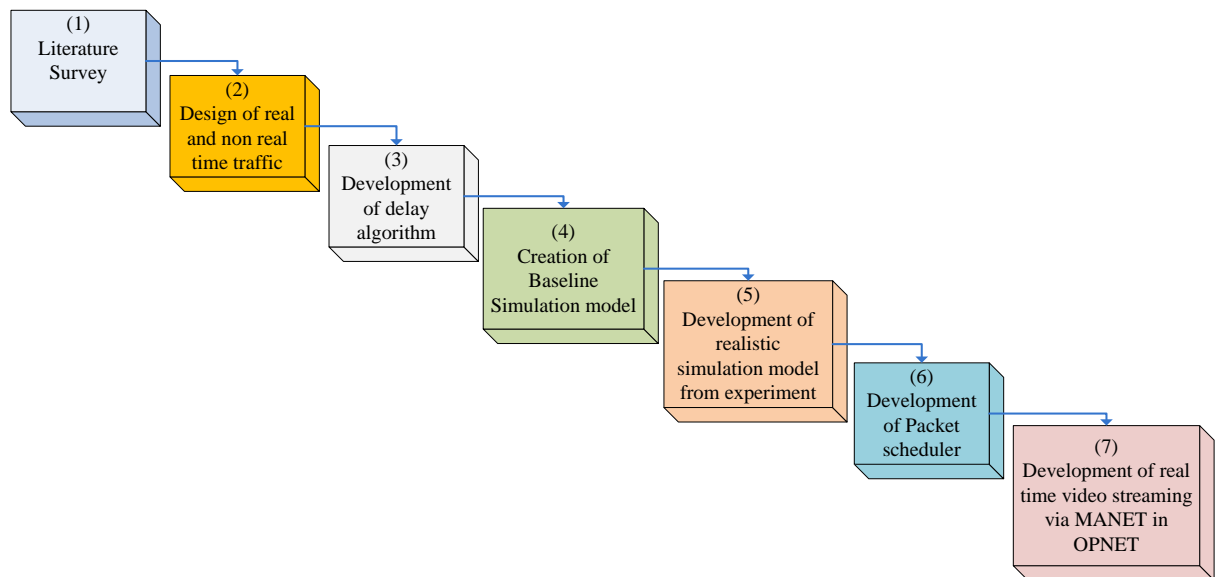 (1)
Literature
Survey
(2)
Design of real
and non real
time traffic
(3)
Development
of delay
algorithm
(4)
Creation of
Baseline
Simulation model
(5)
Development of
realistic
simulation model
from experiment
(6)
Development
of Packet
scheduler
(7)
Development of real
time video streaming
via MANET in
OPNET